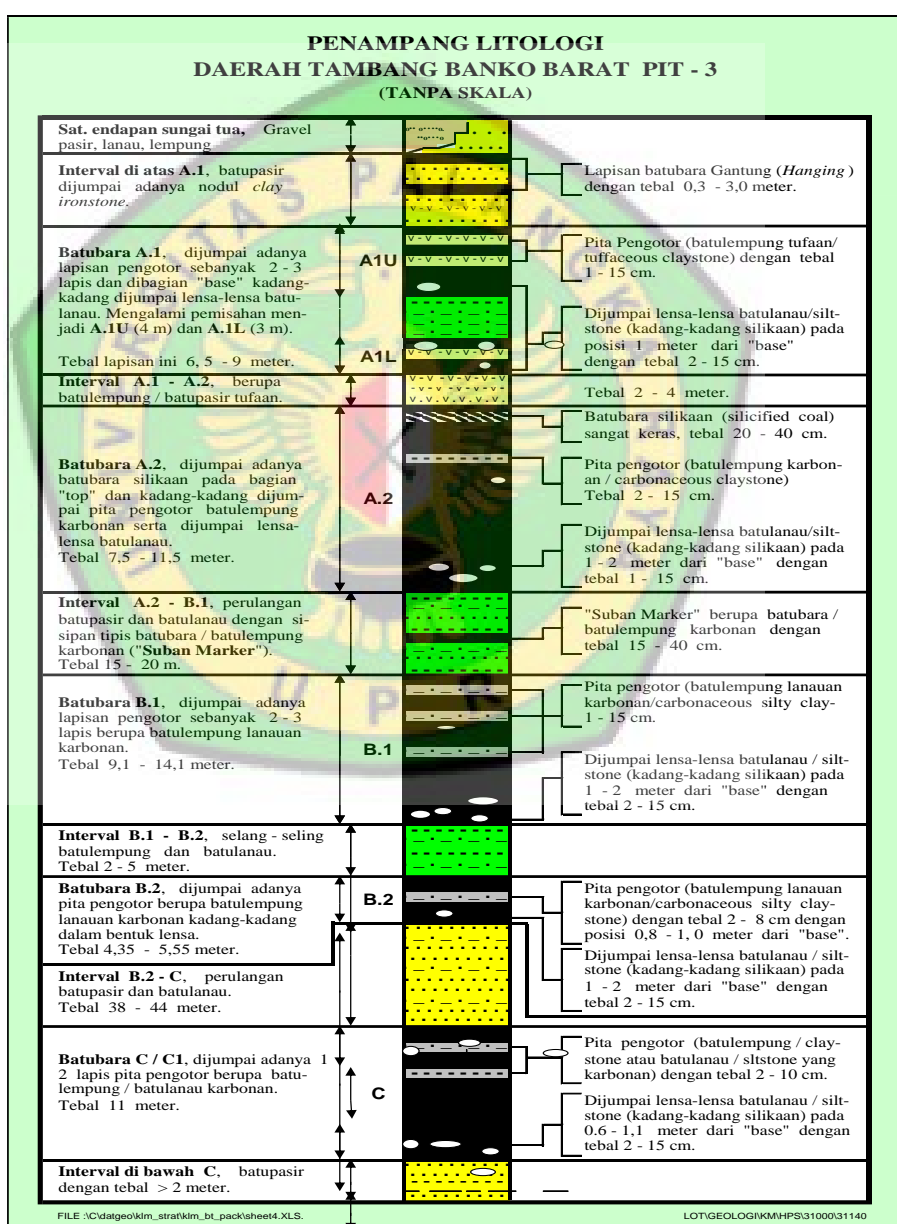 PENAMPANG LITOLOGI
DAERAH TAMBANG BANKO BARAT PIT - 3
(TANPA SKALA)
Sat. endapan sungai tua, Gravel
pasir, lanau, lempung
Interval di atas A.1, batupasir
dijumpai adanya nodul clay
ironstone.
Lapisan batubara Gantung (Hanging )
dengan tebal 0,3 - 3,0 meter.
Batubara A.1, dijumpai adanya
lapisan pengotor sebanyak 2 - 3
lapis dan dibagian "base" kadang-
kadang dijumpai lensa-lensa batu-
lanau. Mengalami pemisahan men-
jadi A.1U (4 m) dan A.1L (3 m).
Tebal lapisan ini 6, 5 - 9 meter.
A1U
A1L
Pita Pengotor (batulempung tufaan/
tuffaceous claystone) dengan tebal
1 - 15 cm.
Dijumpai lensa-lensa batulanau/silt-
stone (kadang-kadang silikaan) pada
posisi 1 meter dari "base"
dengan tebal 2 - 15 cm.
Interval A.1 - A.2, berupa
batulempung / batupasir tufaan.
Tebal 2 - 4 meter.
Batubara A.2, dijumpai adanya
batubara silikaan pada bagian
"top" dan kadang-kadang dijum-
pai pita pengotor batulempung
karbonan serta dijumpai lensa-
lensa batulanau.
Tebal 7,5 - 11,5 meter.
A.2
Batubara silikaan (silicified coal)
sangat keras, tebal 20 - 40 cm.
Pita pengotor (batulempung karbon-
an / carbonaceous claystone)
Tebal 2 - 15 cm.
Dijumpai lensa-lensa batulanau/silt-
stone (kadang-kadang silikaan) pada
1 - 2 meter dari "base" dengan
tebal 1 - 15 cm.
Interval A.2 - B.1, perulangan
batupasir dan batulanau dengan si-
sipan tipis batubara / batulempung
karbonan ("Suban Marker").
Tebal 15 - 20 m.
"Suban Marker" berupa batubara /
batulempung karbonan dengan
tebal 15 - 40 cm.
Batubara B.1, dijumpai adanya
lapisan pengotor sebanyak 2 - 3
lapis berupa batulempung lanauan
karbonan.
Tebal 9,1 - 14,1 meter.
B.1
Pita pengotor (batulempung lanauan
karbonan/carbonaceous silty clay-
1 - 15 cm.
Dijumpai lensa-lensa batulanau / silt-
stone (kadang-kadang silikaan) pada
1 - 2 meter dari "base" dengan
tebal 2 - 15 cm.
Interval B.1 - B.2, selang - seling
batulempung dan batulanau.
Tebal 2 - 5 meter.
Batubara B.2, dijumpai adanya
pita pengotor berupa batulempung
lanauan karbonan kadang-kadang
dalam bentuk lensa.
Tebal 4,35 - 5,55 meter.
B.2
Pita pengotor (batulempung lanauan
karbonan/carbonaceous silty clay-
stone) dengan tebal 2 - 8 cm dengan
posisi 0,8 - 1, 0 meter dari "base".
Dijumpai lensa-lensa batulanau / silt-
stone (kadang-kadang silikaan) pada
1 - 2 meter dari "base" dengan
tebal 2 - 15 cm.
Interval B.2 - C, perulangan
batupasir dan batulanau.
Tebal 38 - 44 meter.
Batubara C / C1, dijumpai adanya 1
2 lapis pita pengotor berupa batu-
lempung / batulanau karbonan.
Tebal 11 meter.
C
Pita pengotor (batulempung / clay-
stone atau batulanau / sltstone yang
karbonan) dengan tebal 2 - 10 cm.
Dijumpai lensa-lensa batulanau / silt-
stone (kadang-kadang silikaan) pada
0.6 - 1,1 meter dari "base" dengan
tebal 2 - 15 cm.
Interval di bawah C, batupasir
dengan tebal > 2 meter.
FILE :\C\datgeo\klm_strat\klm_bt_pack\sheet4.XLS.
LOT\GEOLOGI\KM\HPS\31000\31140
UNIVERSITAS PALANGKA RAYA
UPR